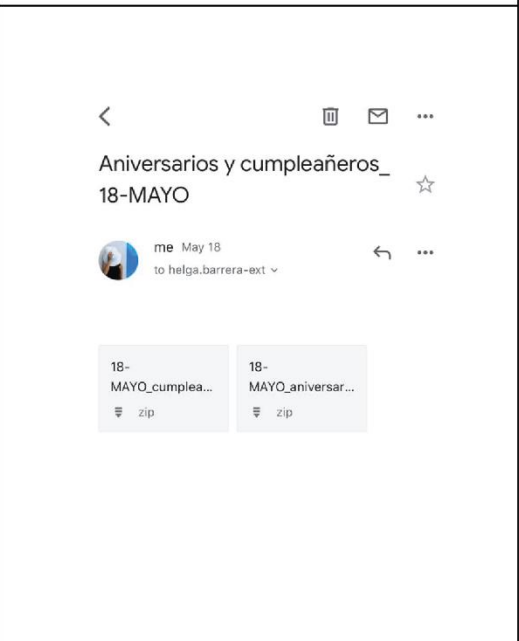 Aniversarios y cumpleañeros_
18-MAYO
me May 18
to helga.barrera-ext
18-
MAYO_cumplea...
zip
18-
MAYO_aniversar...
zip